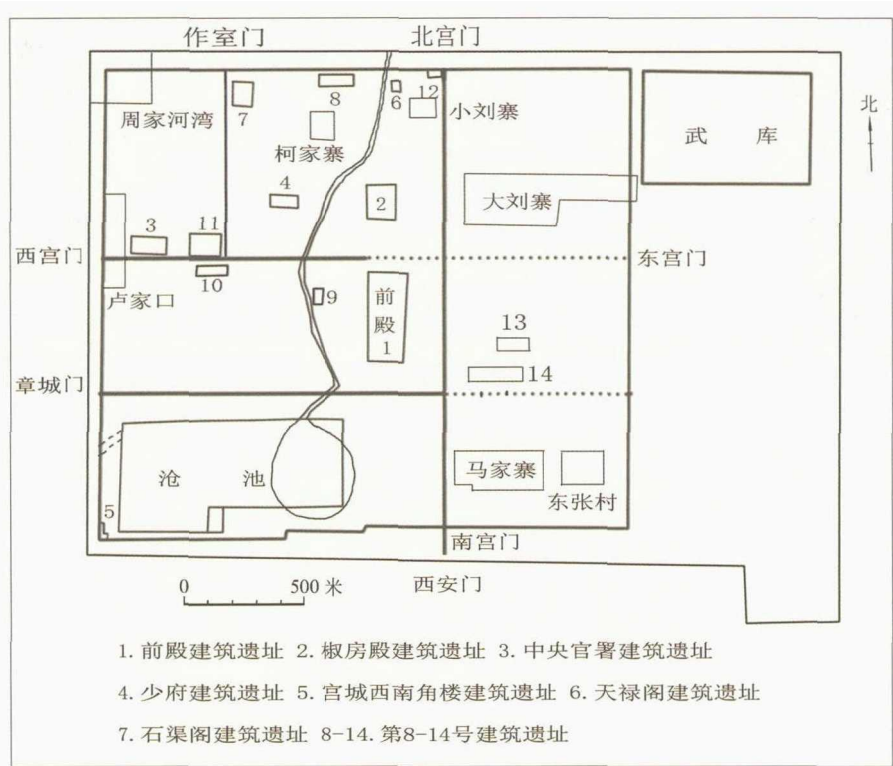 作室门 北宫门
8 6 12
7
周家河湾 小刘寨 武 库 北
柯家寨
4 2 大刘寨
3 11
西宫门 东宫门
10 9 前殿 1
卢家口
13
章城门 14
沧 池 马家寨
东张村
5
南宫门
0 500 米 西安门
1. 前殿建筑遗址 2. 椒房殿建筑遗址 3. 中央官署建筑遗址
4. 少府建筑遗址 5. 宫城西南角楼建筑遗址 6. 天禄阁建筑遗址
7. 石渠阁建筑遗址 8-14. 第8-14号建筑遗址